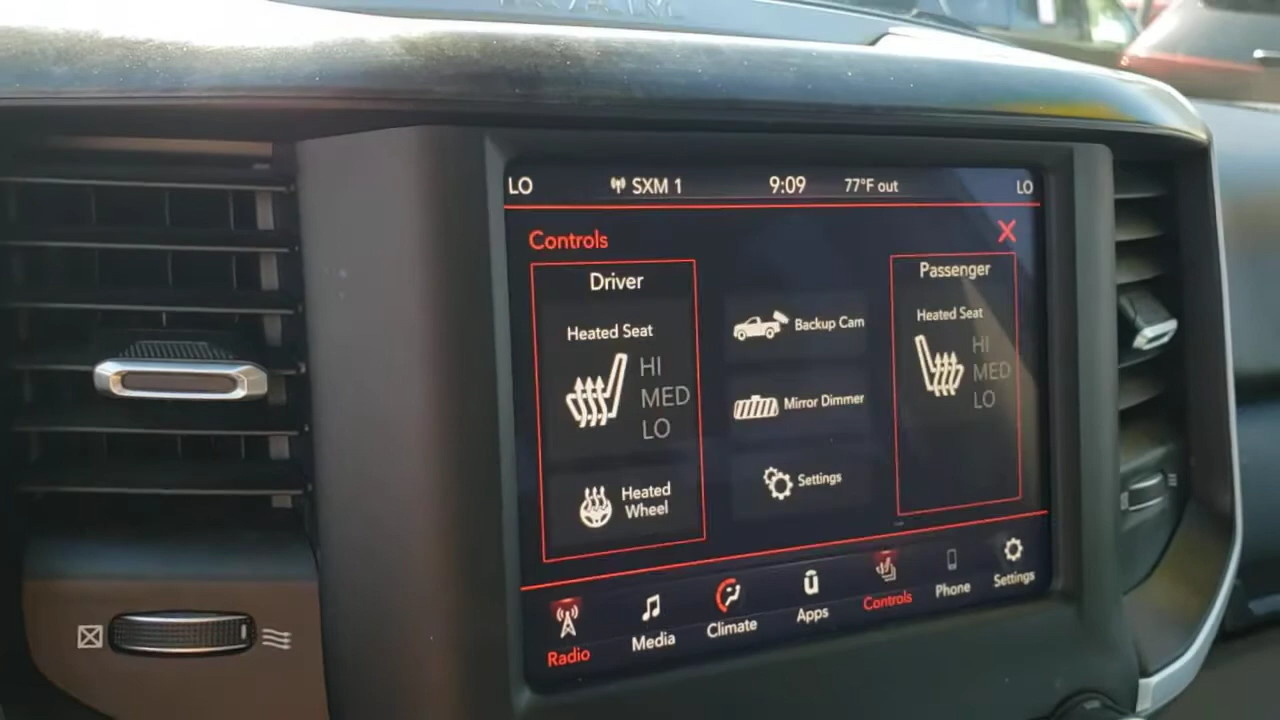 LO SXM 1 9:09 77°F out LO
Controls X
Driver
Heated Seat
HI
MED
LO
Heated
Wheel
Backup Cam
Mirror Dimmer
Settings
Passenger
Heated Seat
HI
MED
LO
Radio Media Climate Apps Controls Phone Settings